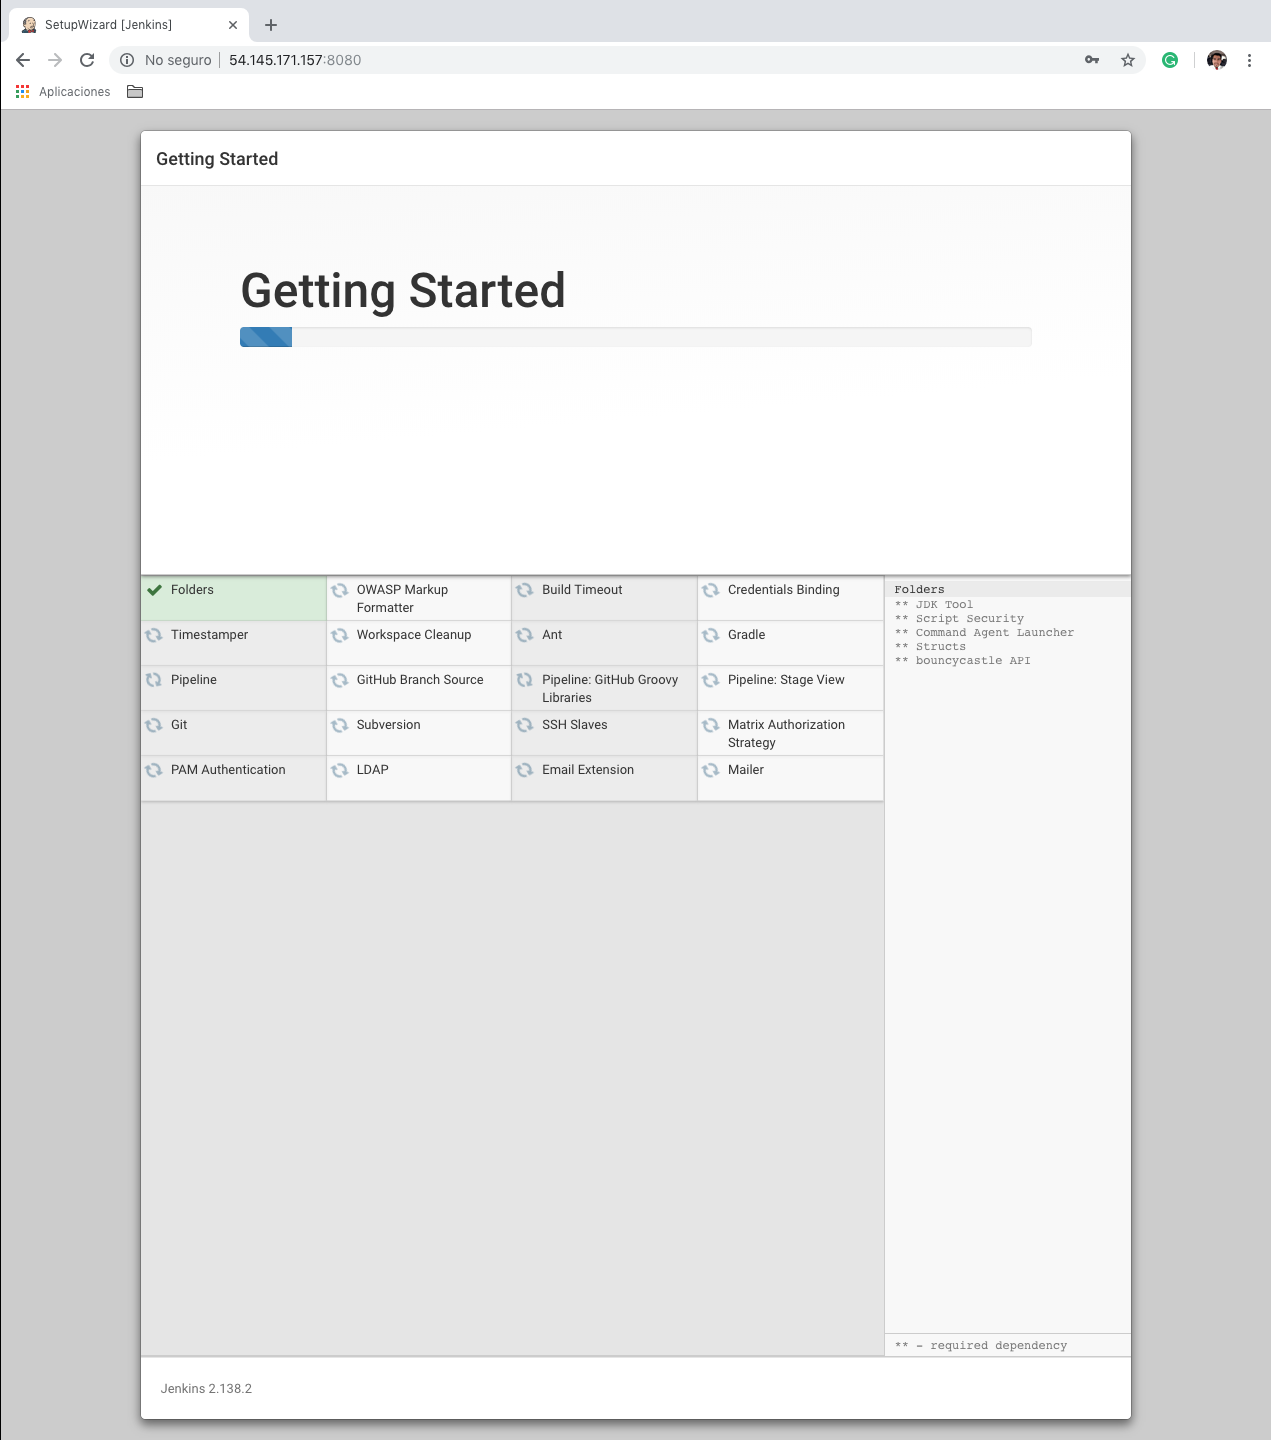 SetupWizard [Jenkins]
No seguro
54.145.171.157:8080
Aplicaciones
Getting Started
Getting Started
Folders
OWASP Markup
Formatter
Build Timeout
Credentials Binding
Timestamper
Workspace Cleanup
Ant
Gradle
Pipeline
GitHub Branch Source
Pipeline: GitHub Groovy
Libraries
Pipeline: Stage View
Git
Subversion
SSH Slaves
Matrix Authorization
Strategy
PAM Authentication
LDAP
Email Extension
Mailer
Folders
** JDK Tool
** Script Security
** Command Agent Launcher
** Structs
** bouncycastle API
** - required dependency
Jenkins 2.138.2